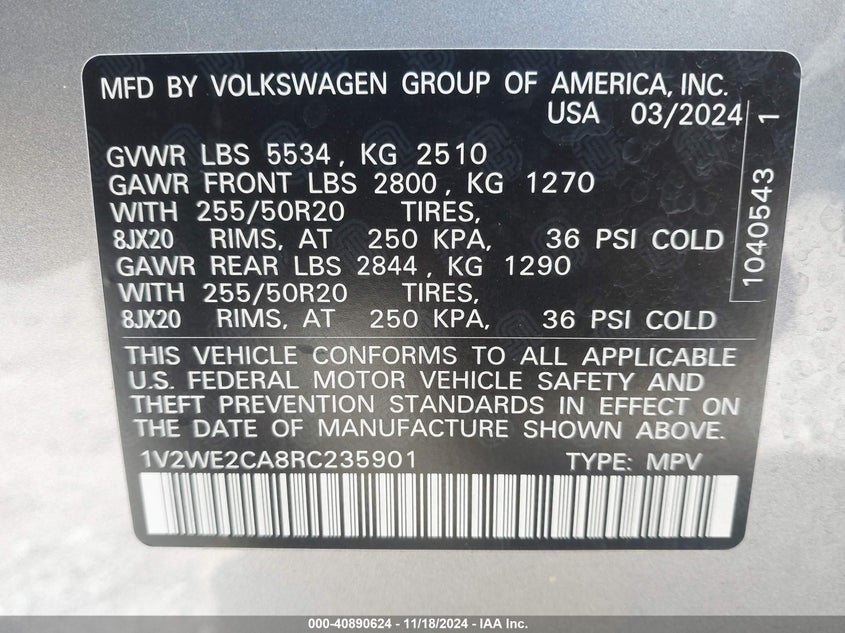 MFD BY VOLKSWAGEN GROUP OF AMERICA, INC.
USA 03/2024
GVWR LBS 5534, KG 2510
GAWR FRONT LBS 2800, KG 1270
WITH 255/50R20 TIRES,
8JX20 RIMS, AT 250 KPA, 36 PSI COLD
GAWR REAR LBS 2844, KG 1290
WITH 255/50R20 TIRES,
8JX20 RIMS, AT 250 KPA, 36 PSI COLD
1040543 1
THIS VEHICLE CONFORMS TO ALL APPLICABLE
U.S. FEDERAL MOTOR VEHICLE SAFETY AND
THEFT PREVENTION STANDARDS IN EFFECT ON
THE DATE OF MANUFACTURE SHOWN ABOVE.
1V2WE2CA8RC235901 TYPE: MPV
000-40890624 - 11/18/2024 - IAA Inc.